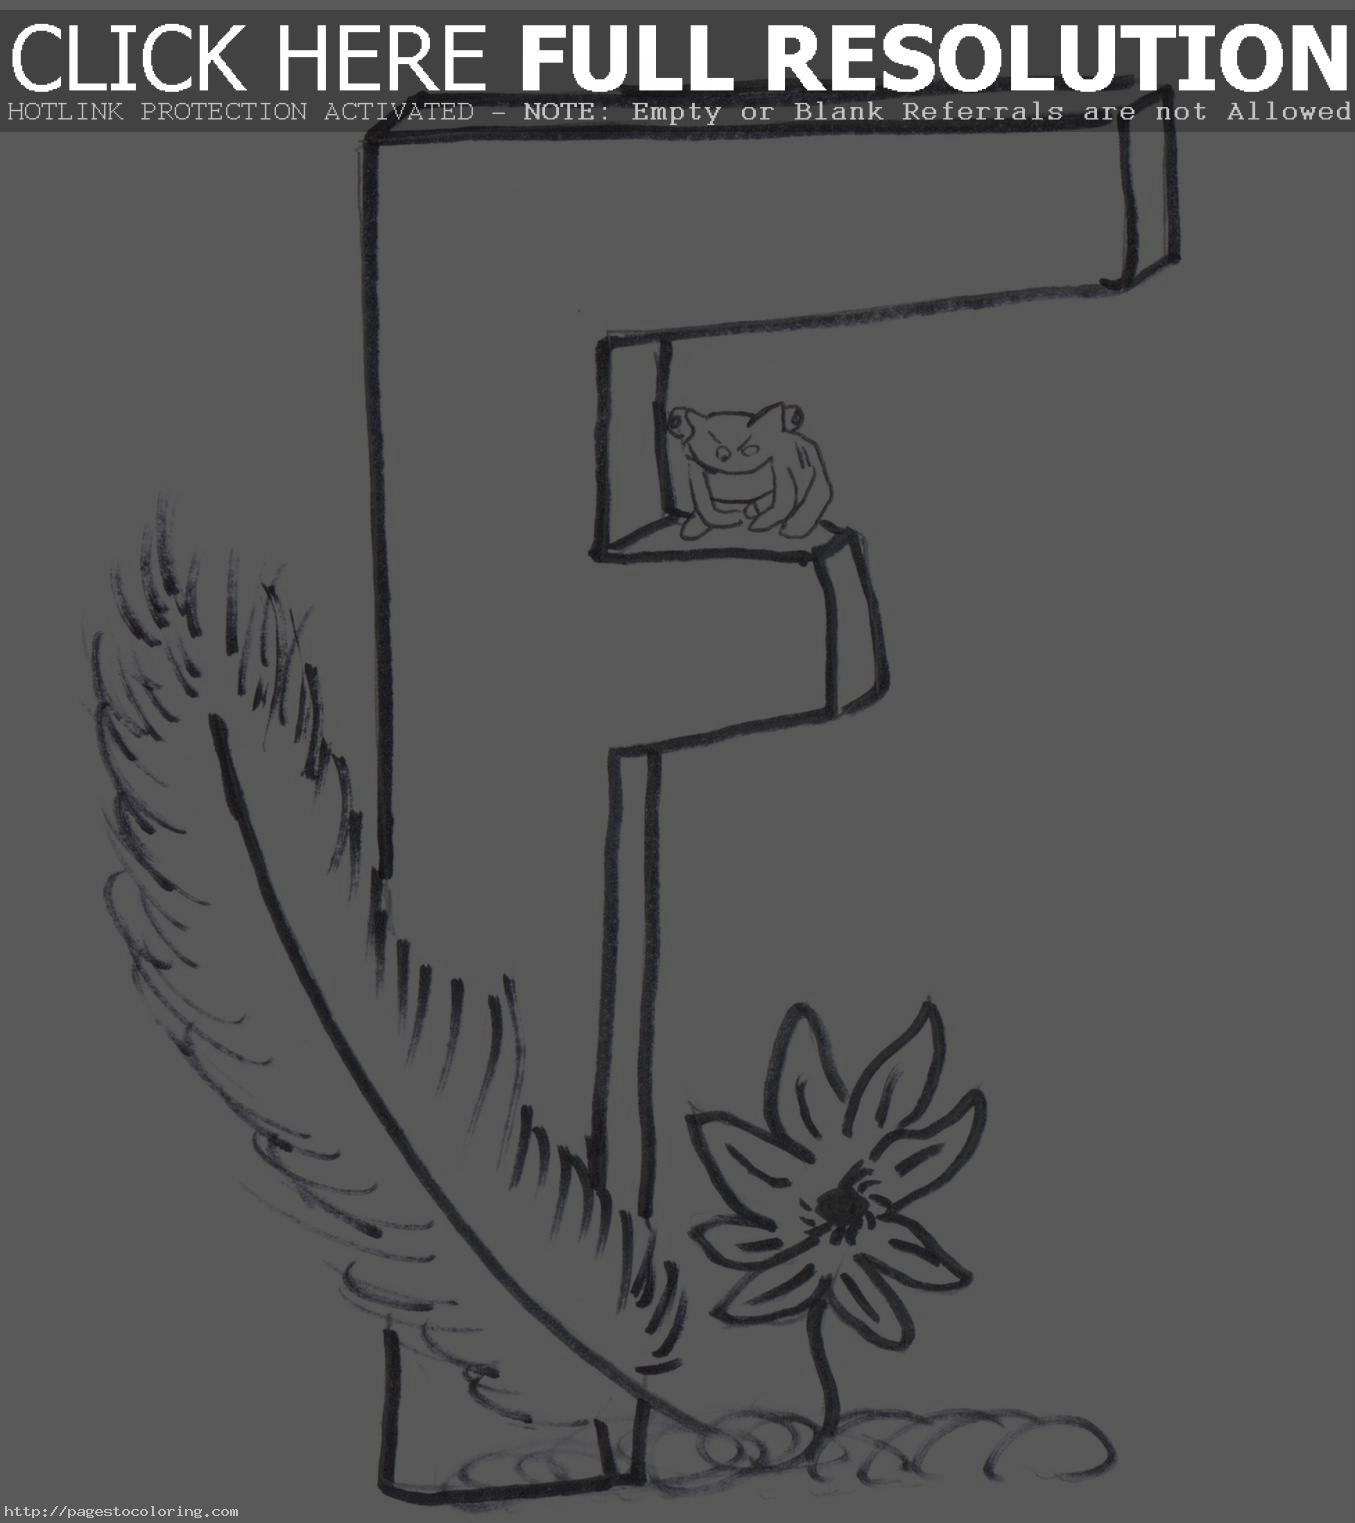 CLICK HERE FULL RESOLUTION
HOTLINK PROTECTION ACTIVATED – NOTE: Empty or Blank Referrals are not Allowed
F
http://pagestocoloring.com